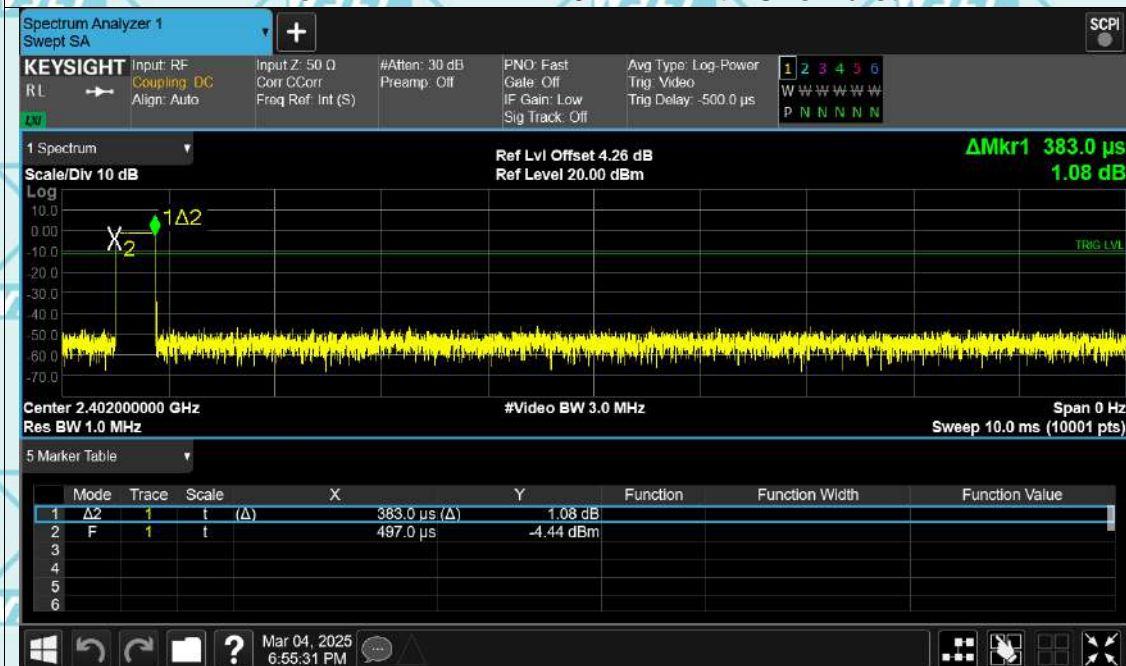 Spectrum Analyzer 1
Swept SA
+
SCPI
KEYSIGHT Input: RF Input Z: 50 Ω #Atten: 30 dB PNO: Fast Avg Type: Log-Power 1 2 3 4 5 6
RL Coupling: DC Corr CCorr Preamp: Off Gate: Off Trig: Video W W W W W W
Align: Auto Freq Ref: Int (S) IF Gain: Low Trig Delay: -500.0 µs
LXI Sig Track: Off P N N N N N
1 Spectrum Ref Lvl Offset 4.26 dB ΔMkr1 383.0 µs
Scale/Div 10 dB Ref Level 20.00 dBm 1.08 dB
Log
10.0
1Δ2
0.00
X2
-10.0 TRIG LVL
-20.0
-30.0
-40.0
-50.0
-60.0
-70.0
Center 2.402000000 GHz #Video BW 3.0 MHz Span 0 Hz
Res BW 1.0 MHz Sweep 10.0 ms (10001 pts)
5 Marker Table
Mode Trace Scale X Y Function Function Width Function Value
1 Δ2 1 t (Δ) 383.0 µs (Δ) 1.08 dB
2 F 1 t 497.0 µs -4.44 dBm
3
4
5
6
? Mar 04, 2025
6:55:31 PM